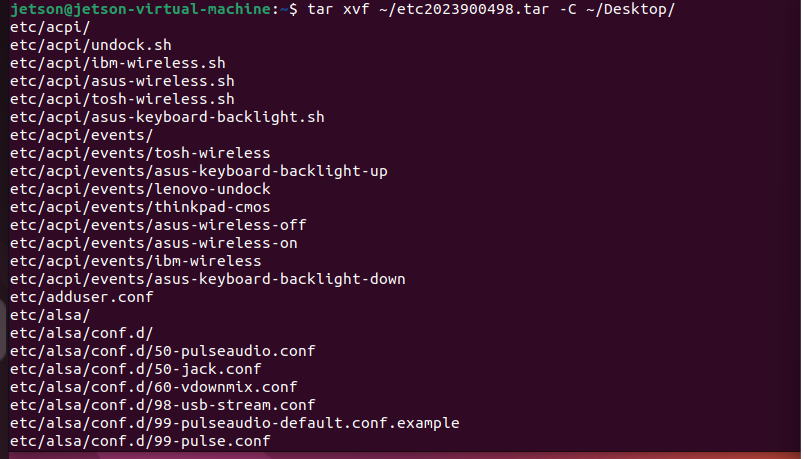 jetson@jetson-virtual-machine:~$ tar xvf ~/etc2023900498.tar -C ~/Desktop/
etc/acpi/
etc/acpi/undock.sh
etc/acpi/ibm-wireless.sh
etc/acpi/asus-wireless.sh
etc/acpi/tosh-wireless.sh
etc/acpi/asus-keyboard-backlight.sh
etc/acpi/events/
etc/acpi/events/tosh-wireless
etc/acpi/events/asus-keyboard-backlight-up
etc/acpi/events/lenovo-undock
etc/acpi/events/thinkpad-cmos
etc/acpi/events/asus-wireless-off
etc/acpi/events/asus-wireless-on
etc/acpi/events/ibm-wireless
etc/acpi/events/asus-keyboard-backlight-down
etc/adduser.conf
etc/alsa/
etc/alsa/conf.d/
etc/alsa/conf.d/50-pulseaudio.conf
etc/alsa/conf.d/50-jack.conf
etc/alsa/conf.d/60-vdownmix.conf
etc/alsa/conf.d/98-usb-stream.conf
etc/alsa/conf.d/99-pulseaudio-default.conf.example
etc/alsa/conf.d/99-pulse.conf